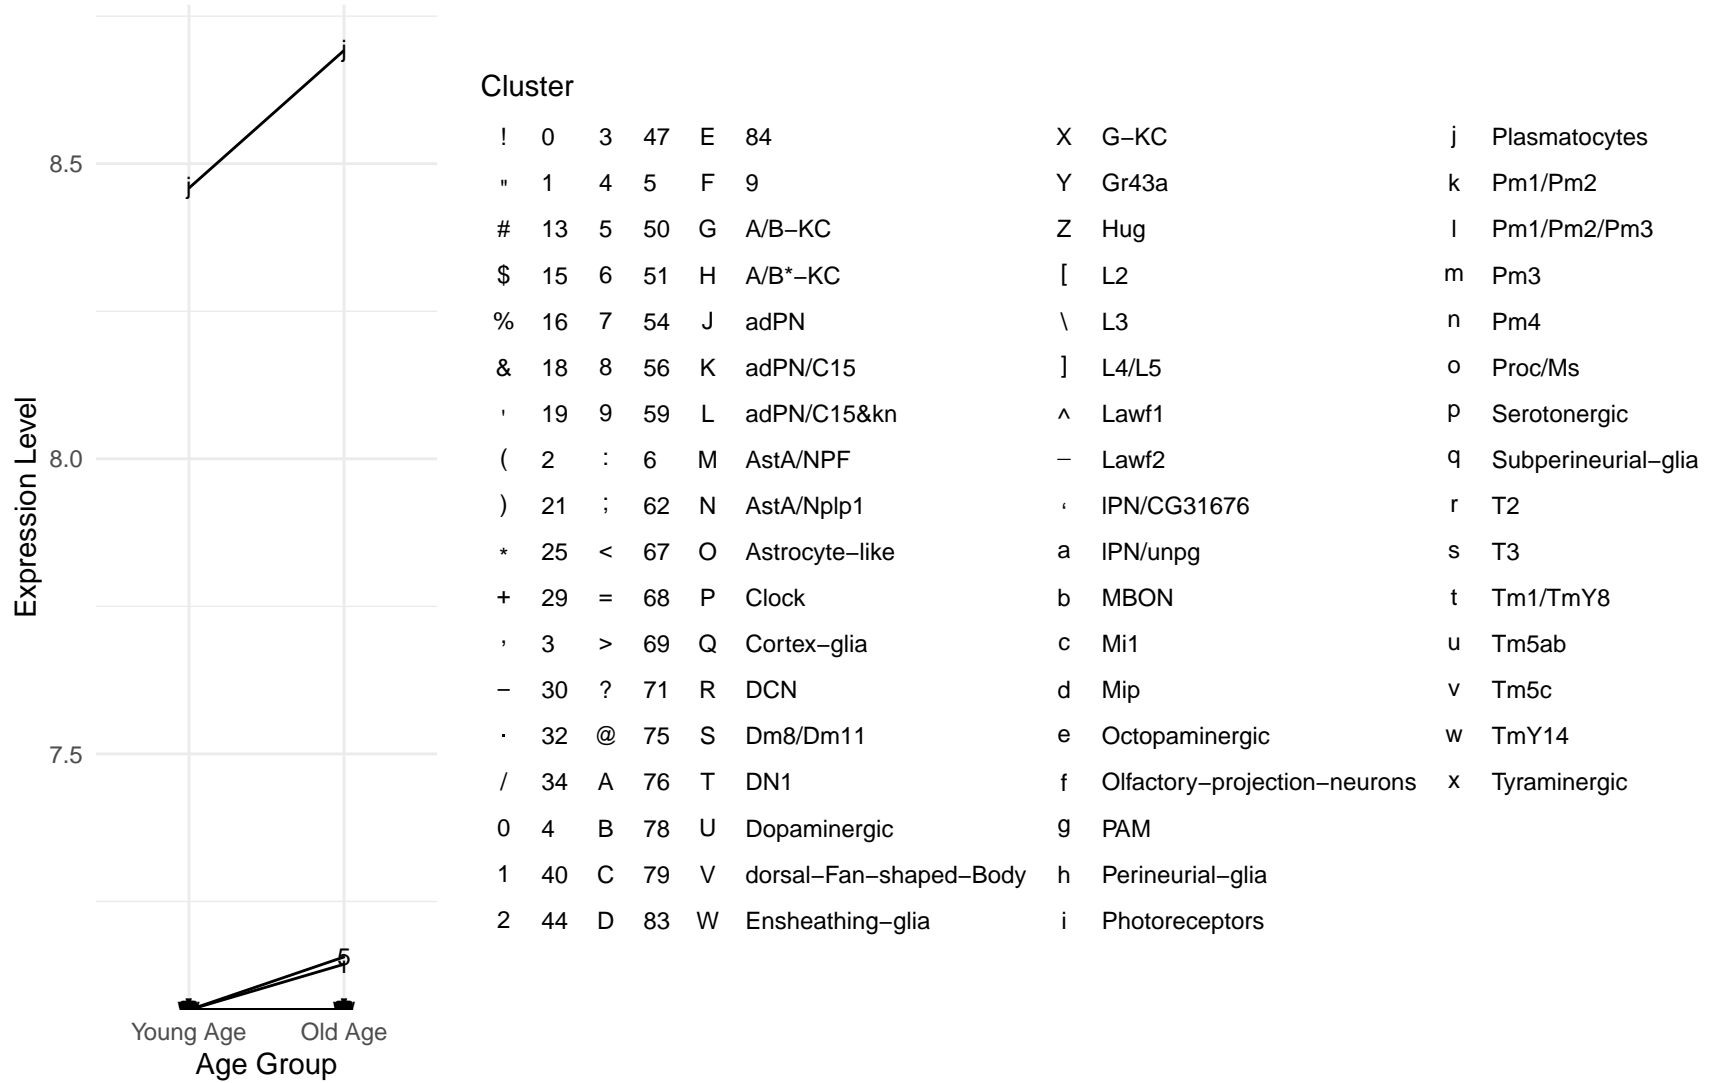 Cluster
! 0 3 47 E 84 X G−KC j Plasmatocytes
" 1 4 5 F 9 Y Gr43a k Pm1/Pm2
# 13 5 50 G A/B−KC Z Hug l Pm1/Pm2/Pm3
$ 15 6 51 H A/B*−KC [ L2 m Pm3
% 16 7 54 J adPN \ L3 n Pm4
& 18 8 56 K adPN/C15 ] L4/L5 o Proc/Ms
' 19 9 59 L adPN/C15&kn ^ Lawf1 p Serotonergic
( 2 : 6 M AstA/NPF − Lawf2 q Subperineurial−glia
) 21 ; 62 N AstA/Nplp1 ‘ lPN/CG31676 r T2
* 25 < 67 O Astrocyte−like a lPN/unpg s T3
+ 29 = 68 P Clock b MBON t Tm1/TmY8
, 3 > 69 Q Cortex−glia c Mi1 u Tm5ab
− 30 ? 71 R DCN d Mip v Tm5c
. 32 @ 75 S Dm8/Dm11 e Octopaminergic w TmY14
/ 34 A 76 T DN1 f Olfactory−projection−neurons x Tyraminergic
0 4 B 78 U Dopaminergic g PAM
1 40 C 79 V dorsal−Fan−shaped−Body h Perineurial−glia
2 44 D 83 W Ensheathing−glia i Photoreceptors
Expression Level
8.5
8.0
7.5
j
j
5
Young Age Old Age
Age Group